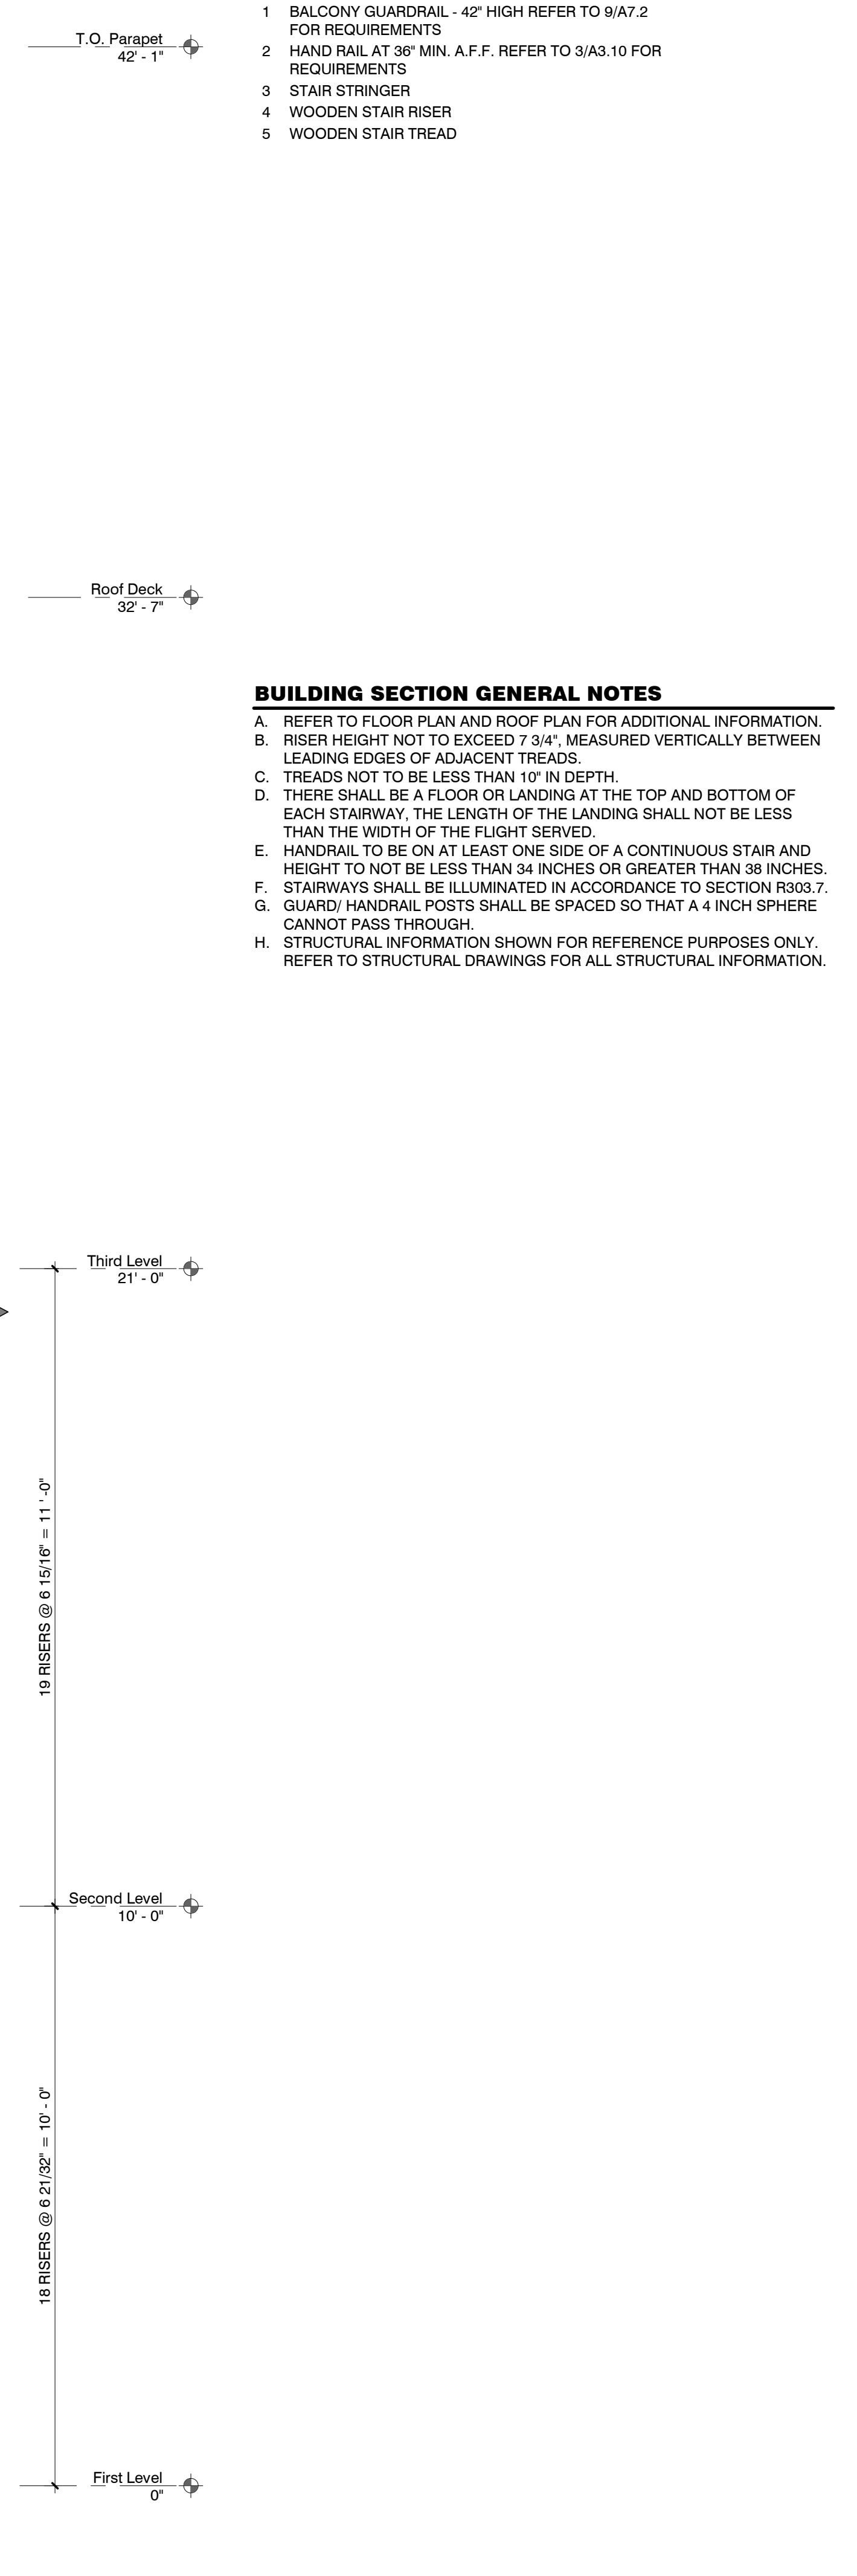 1 BALCONY GUARDRAIL - 42" HIGH REFER TO 9/A7.2
FOR REQUIREMENTS
2 HAND RAIL AT 36" MIN. A.F.F. REFER TO 3/A3.10 FOR
REQUIREMENTS
3 STAIR STRINGER
4 WOODEN STAIR RISER
5 WOODEN STAIR TREAD
T.O. Parapet
42' - 1"
Roof Deck
32' - 7"
BUILDING SECTION GENERAL NOTES
A. REFER TO FLOOR PLAN AND ROOF PLAN FOR ADDITIONAL INFORMATION.
B. RISER HEIGHT NOT TO EXCEED 7 3/4", MEASURED VERTICALLY BETWEEN
LEADING EDGES OF ADJACENT TREADS.
C. TREADS NOT TO BE LESS THAN 10" IN DEPTH.
D. THERE SHALL BE A FLOOR OR LANDING AT THE TOP AND BOTTOM OF
EACH STAIRWAY, THE LENGTH OF THE LANDING SHALL NOT BE LESS
THAN THE WIDTH OF THE FLIGHT SERVED.
E. HANDRAIL TO BE ON AT LEAST ONE SIDE OF A CONTINUOUS STAIR AND
HEIGHT TO NOT BE LESS THAN 34 INCHES OR GREATER THAN 38 INCHES.
F. STAIRWAYS SHALL BE ILLUMINATED IN ACCORDANCE TO SECTION R303.7.
G. GUARD/ HANDRAIL POSTS SHALL BE SPACED SO THAT A 4 INCH SPHERE
CANNOT PASS THROUGH.
H. STRUCTURAL INFORMATION SHOWN FOR REFERENCE PURPOSES ONLY.
REFER TO STRUCTURAL DRAWINGS FOR ALL STRUCTURAL INFORMATION.
Third Level
21' - 0"
19 RISERS @ 6 15/16" = 11 ' -0"
Second Level
10' - 0"
18 RISERS @ 6 21/32" = 10' - 0"
First Level
0"